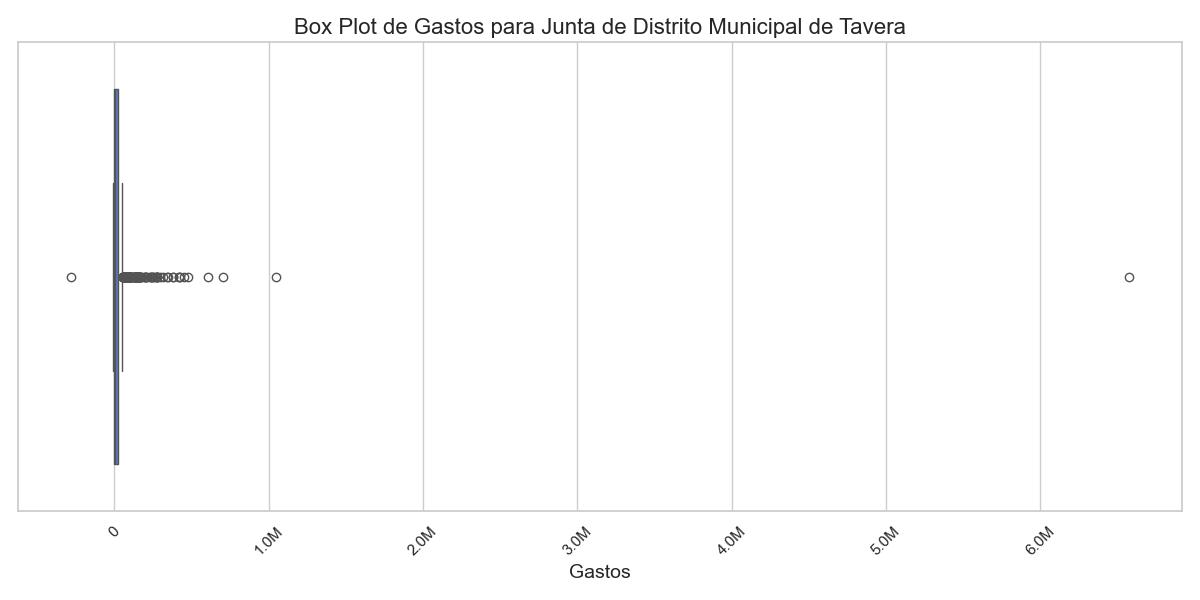 Box Plot de Gastos para Junta de Distrito Municipal de Tavera
0
1.0M
2.0M
3.0M
4.0M
5.0M
6.0M
Gastos